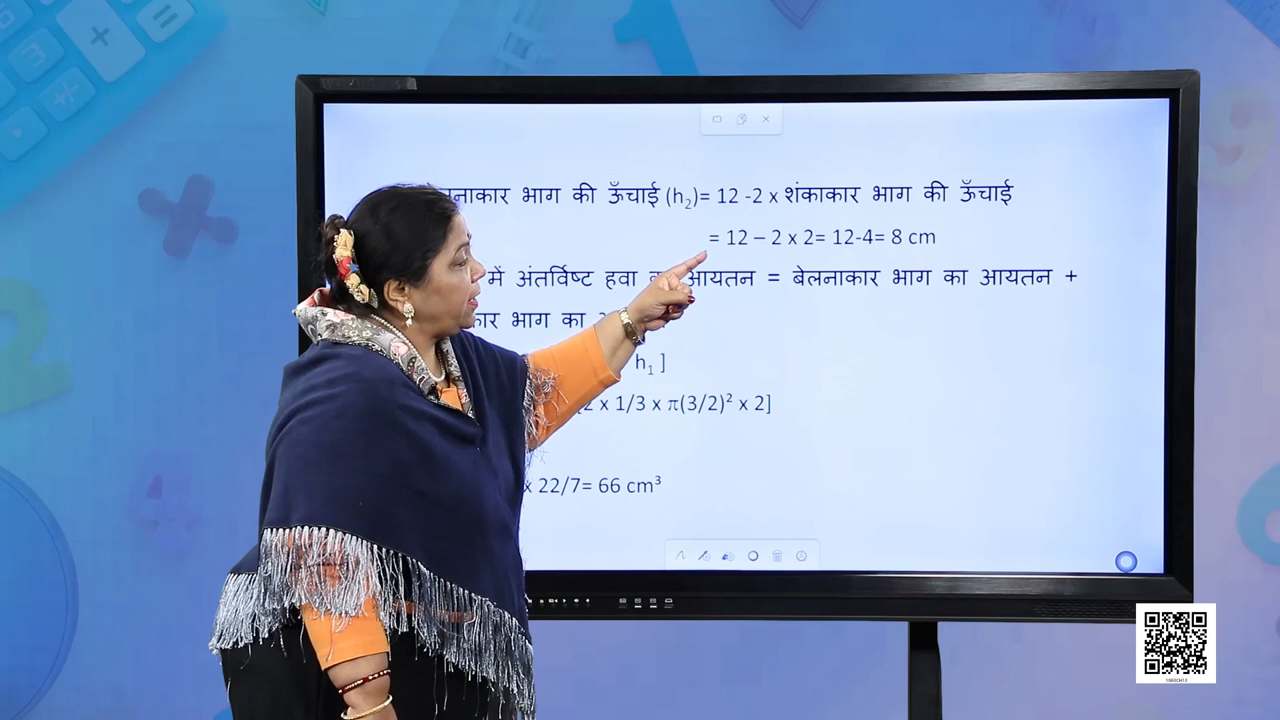 की ऊँचाई (h₂)= 12 -2 x शंकाकार भाग की ऊँचाई
= 12 – 2 x 2= 12-4= 8 cm
में अंतर्विष्ट हवा आयतन = बेलनाकार भाग का आयतन +
भाग का
h₁ ]
2 x 1/3 x π(3/2)² x 2]
x 22/7= 66 cm³